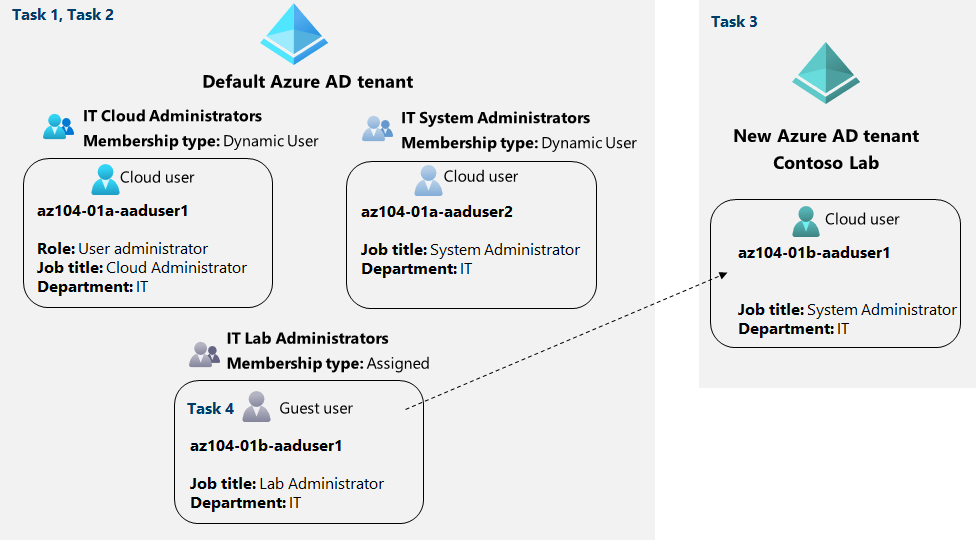 Task 1, Task 2
Default Azure AD tenant
IT Cloud Administrators
Membership type: Dynamic User
Cloud user
az104-01a-aaduser1
Role: User administrator
Job title: Cloud Administrator
Department: IT
IT System Administrators
Membership type: Dynamic User
Cloud user
az104-01a-aaduser2
Job title: System Administrator
Department: IT
IT Lab Administrators
Membership type: Assigned
Task 4
Guest user
az104-01b-aaduser1
Job title: Lab Administrator
Department: IT
Task 3
New Azure AD tenant
Contoso Lab
Cloud user
az104-01b-aaduser1
Job title: System Administrator
Department: IT